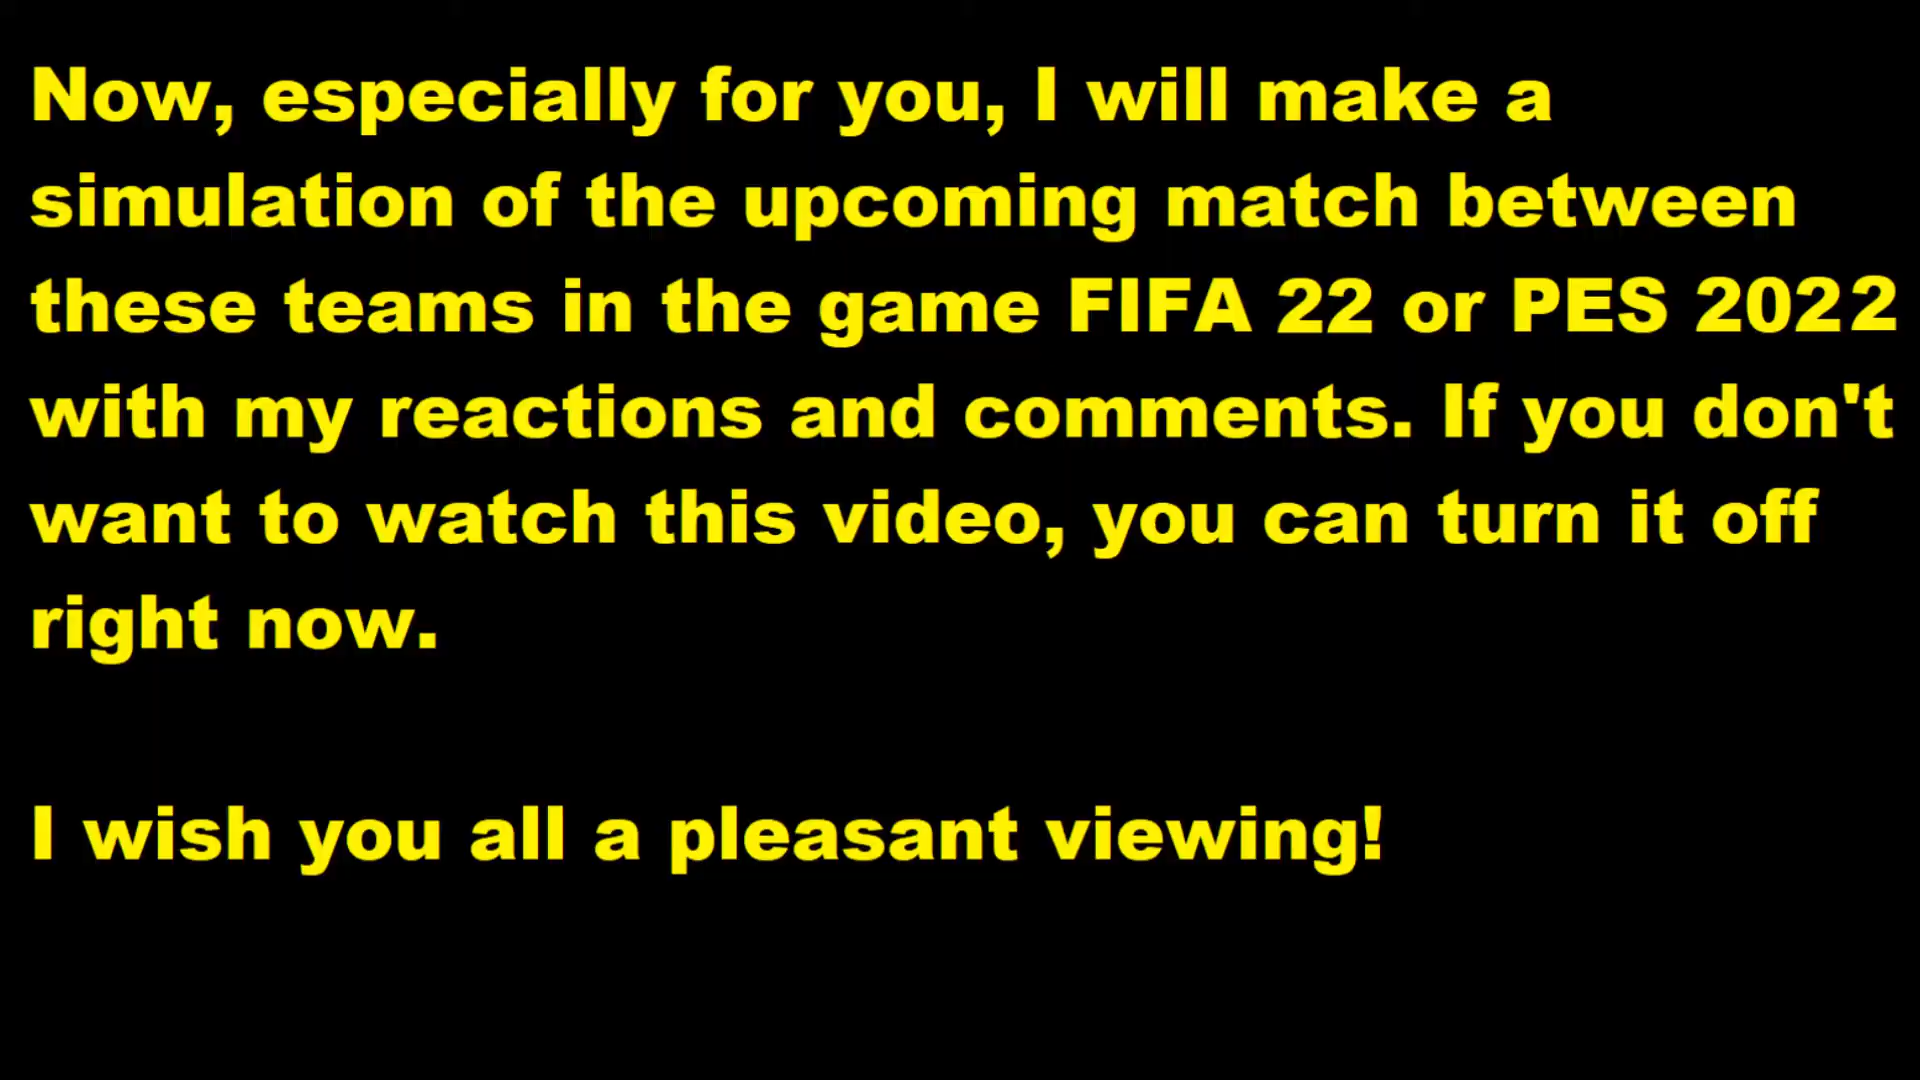 Now, especially for you, I will make a
simulation of the upcoming match between
these teams in the game FIFA 22 or PES 2022
with my reactions and comments. If you don't
want to watch this video, you can turn it off
right now.
I wish you all a pleasant viewing!